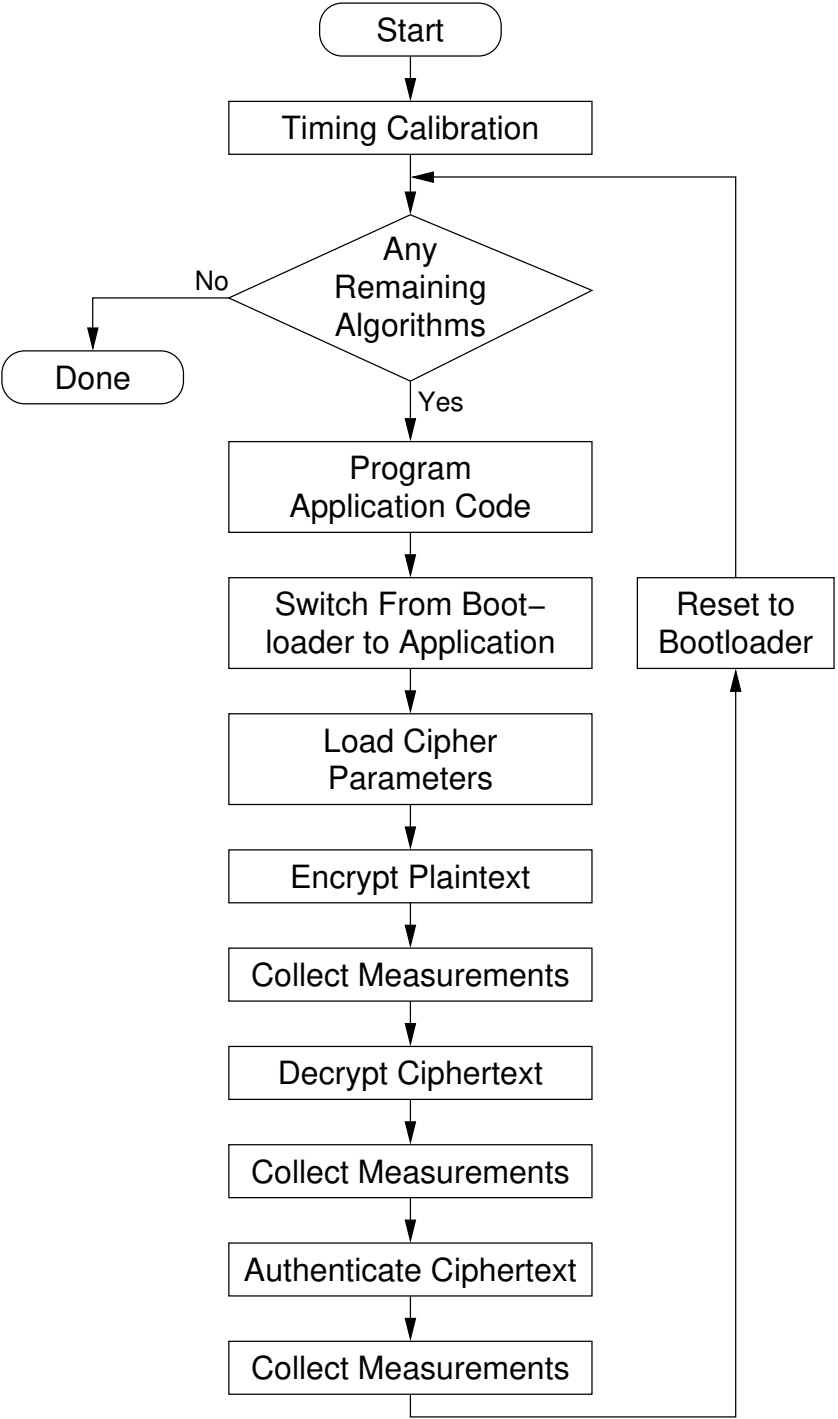 Start
Timing Calibration
Any
Remaining
Algorithms
No
Done
Yes
Program
Application Code
Switch From Boot−
loader to Application
Reset to
Bootloader
Load Cipher
Parameters
Encrypt Plaintext
Collect Measurements
Decrypt Ciphertext
Collect Measurements
Authenticate Ciphertext
Collect Measurements